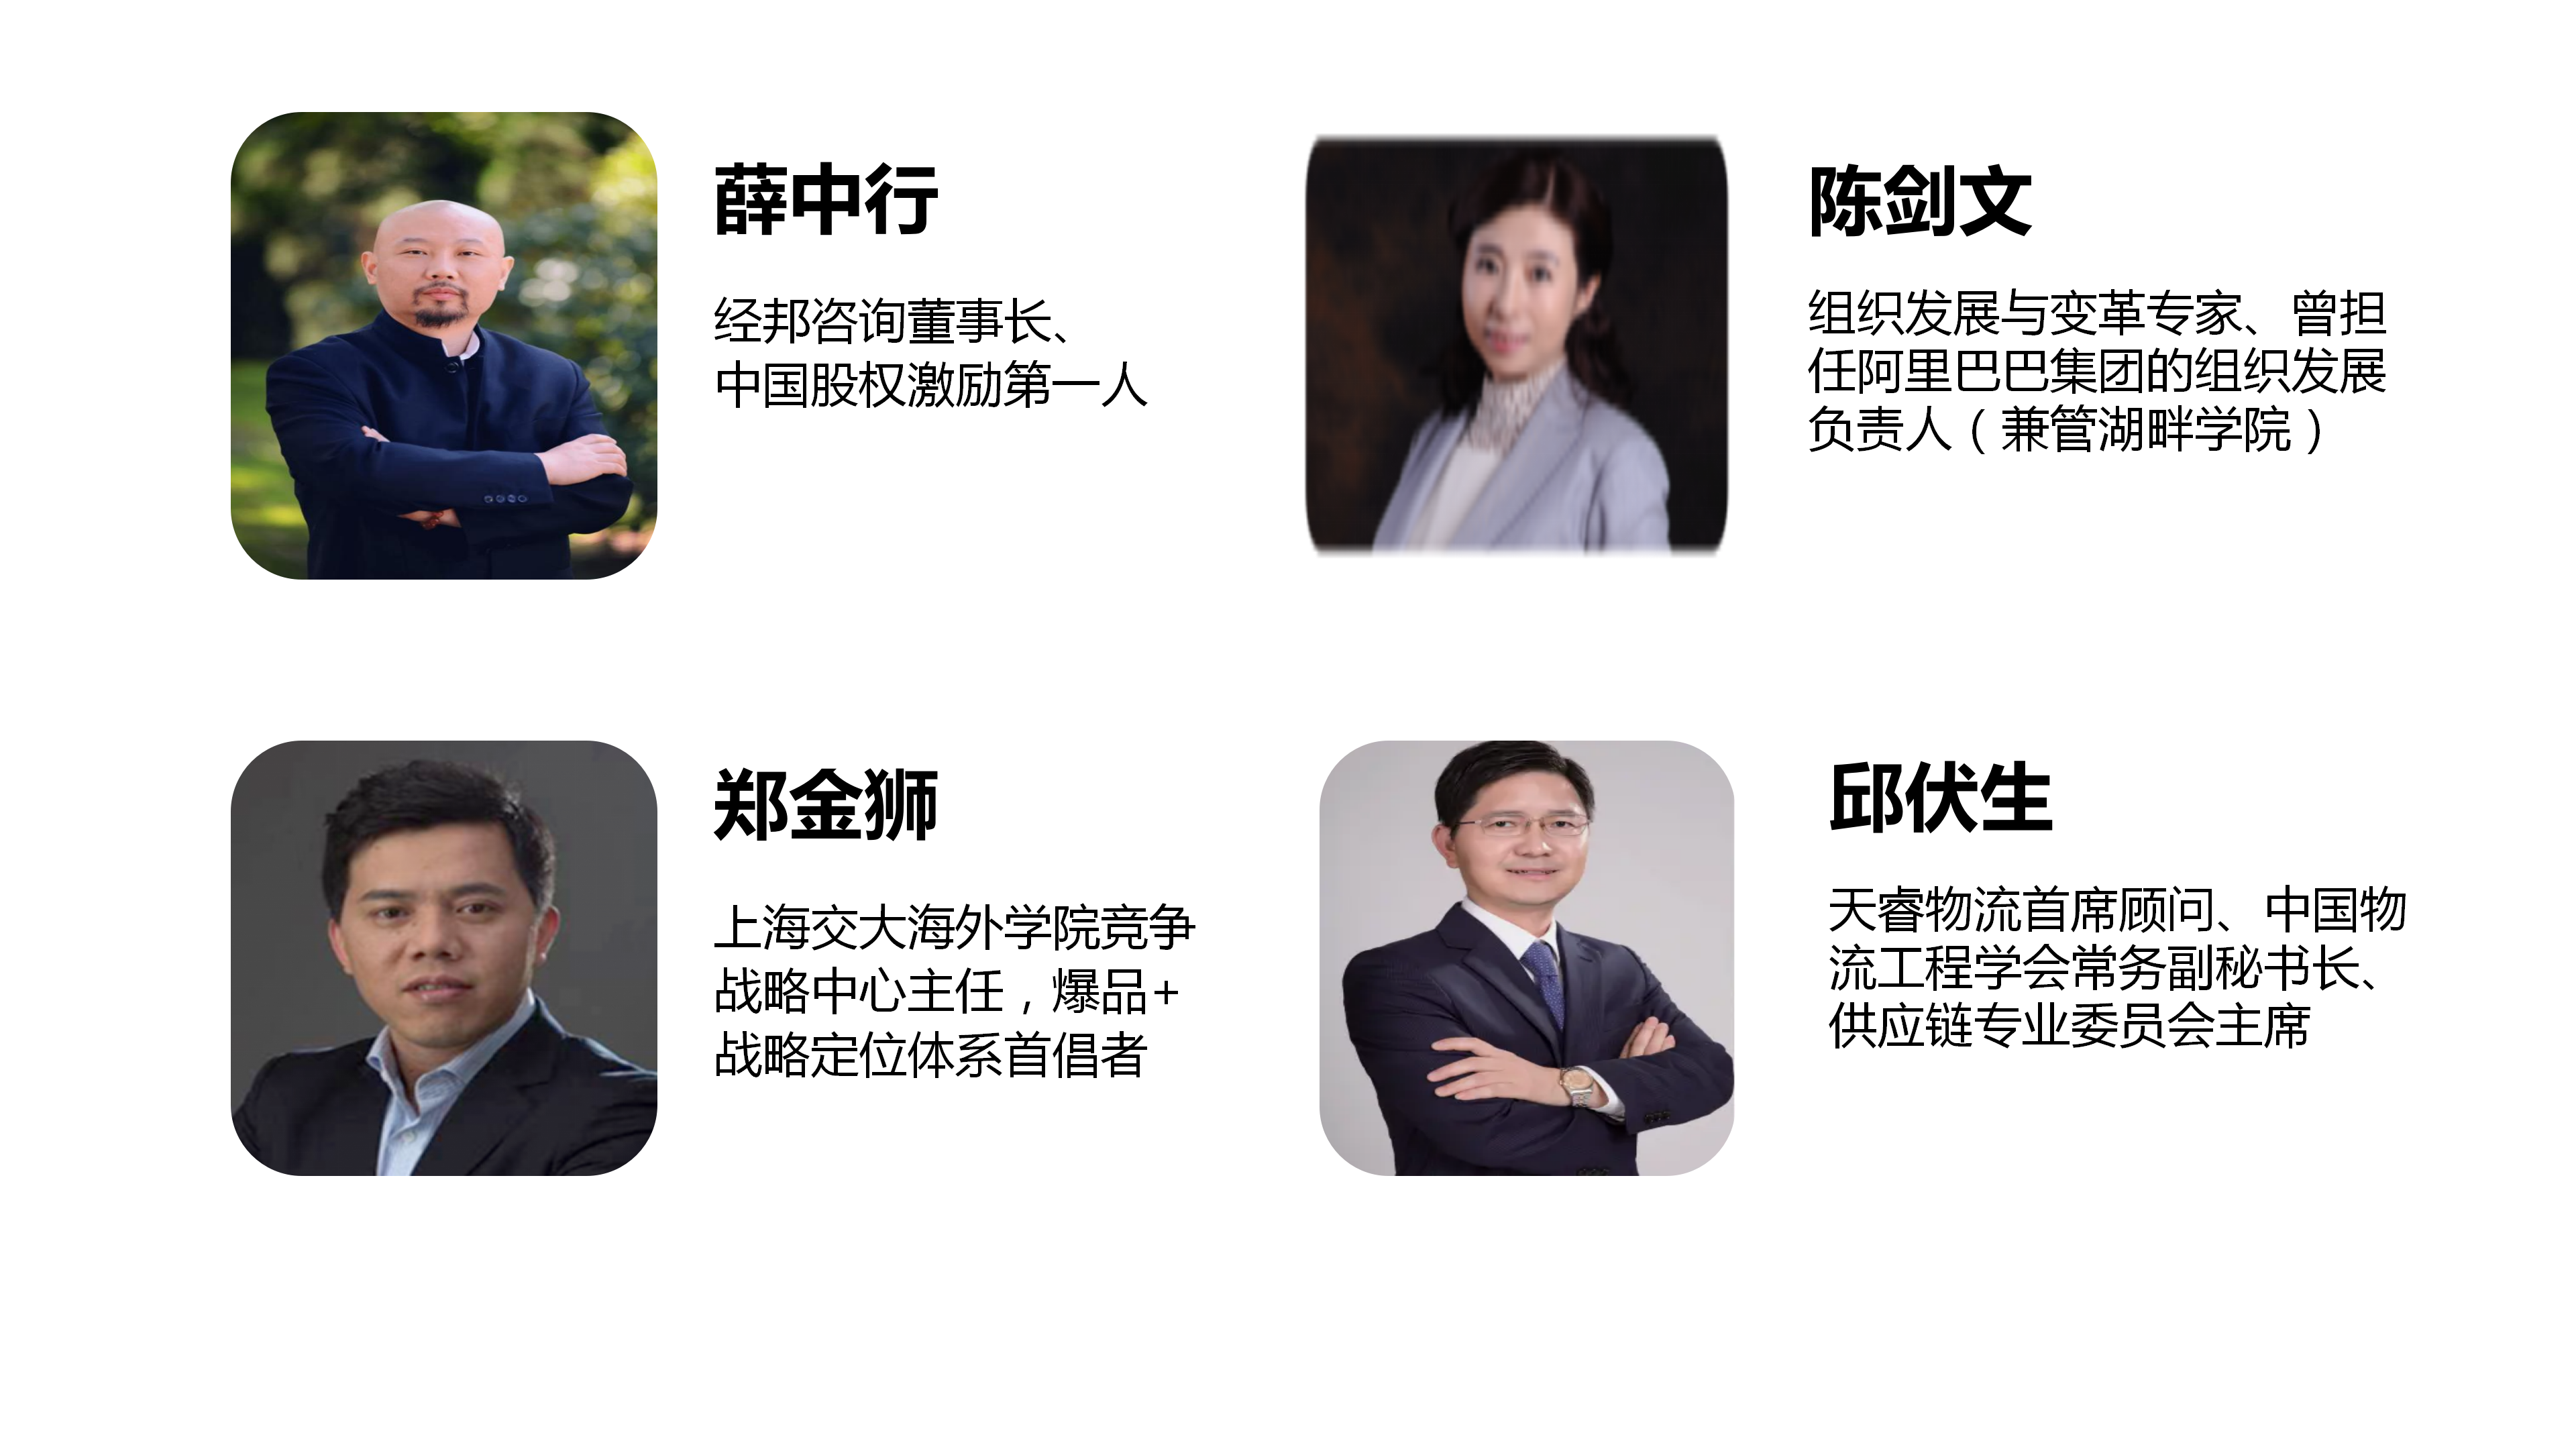 薛中行
经邦咨询董事长、
中国股权激励第一人
陈剑文
组织发展与变革专家、曾担
任阿里巴巴集团的组织发展
负责人（兼管湖畔学院）
郑金狮
上海交大海外学院竞争
战略中心主任，爆品+
战略定位体系首倡者
邱伏生
天睿物流首席顾问、中国物
流工程学会常务副秘书长、
供应链专业委员会主席